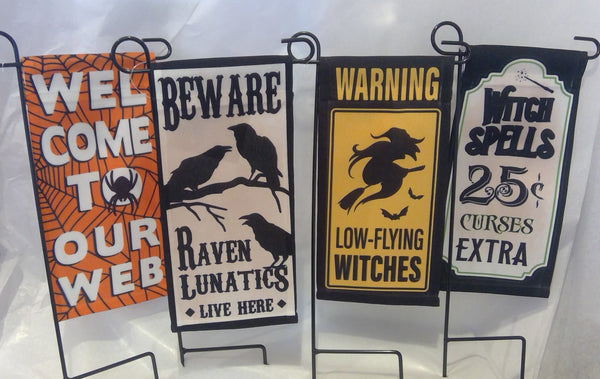 WEL
COME
TO
OUR
WEB
BEWARE
RAVEN
LUNATICS
LIVE HERE
WARNING
LOW-FLYING
WITCHES
WITCH
SPELLS
25¢
CURSES
EXTRA